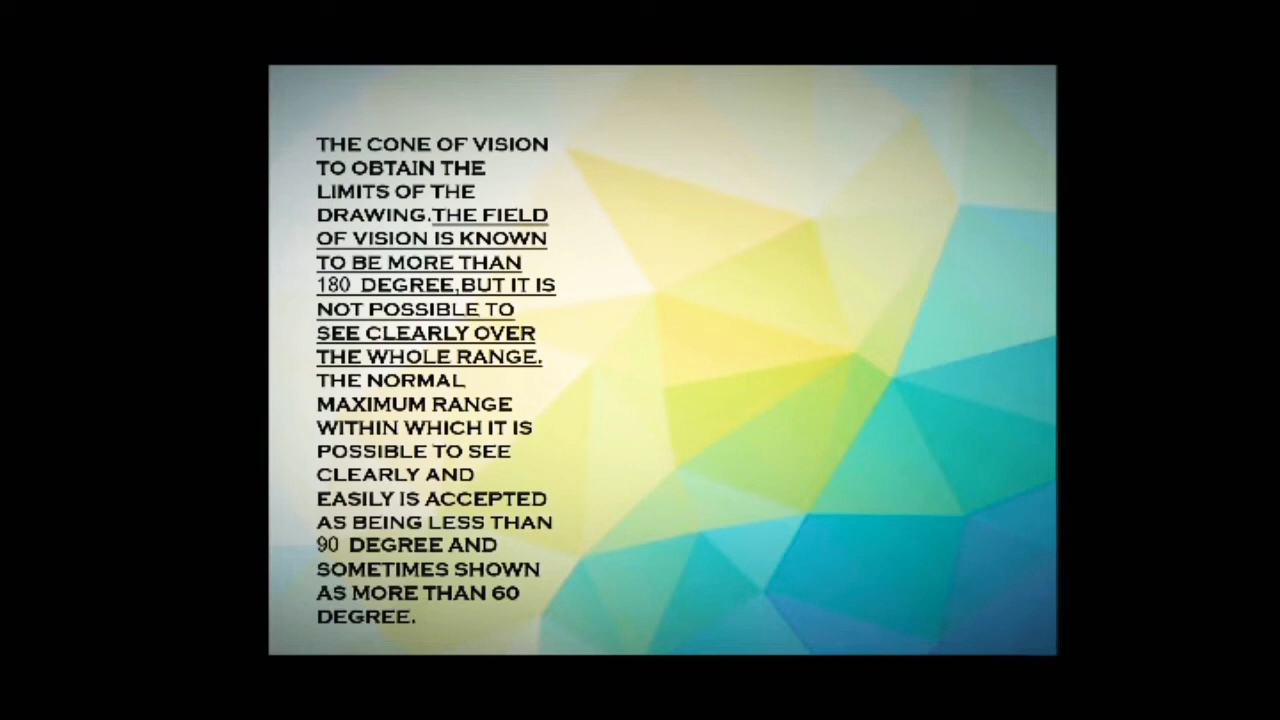 THE CONE OF VISION
TO OBTAIN THE
LIMITS OF THE
DRAWING.THE FIELD
OF VISION IS KNOWN
TO BE MORE THAN
180 DEGREE,BUT IT IS
NOT POSSIBLE TO
SEE CLEARLY OVER
THE WHOLE RANGE.
THE NORMAL
MAXIMUM RANGE
WITHIN WHICH IT IS
POSSIBLE TO SEE
CLEARLY AND
EASILY IS ACCEPTED
AS BEING LESS THAN
90 DEGREE AND
SOMETIMES SHOWN
AS MORE THAN 60
DEGREE.